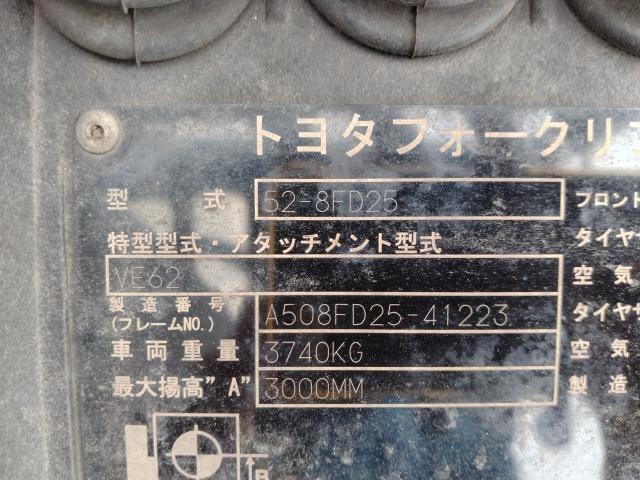 トヨタフォークリフ
型式 52-8FD25 フロント
特型型式・アタッチメント型式 タイヤサ
VE62 空気
製造番号 A508FD25-41223 タイヤサ
(フレームNO.)
車両重量 3740KG 空気
最大揚高"A" 3000MM 製造
B